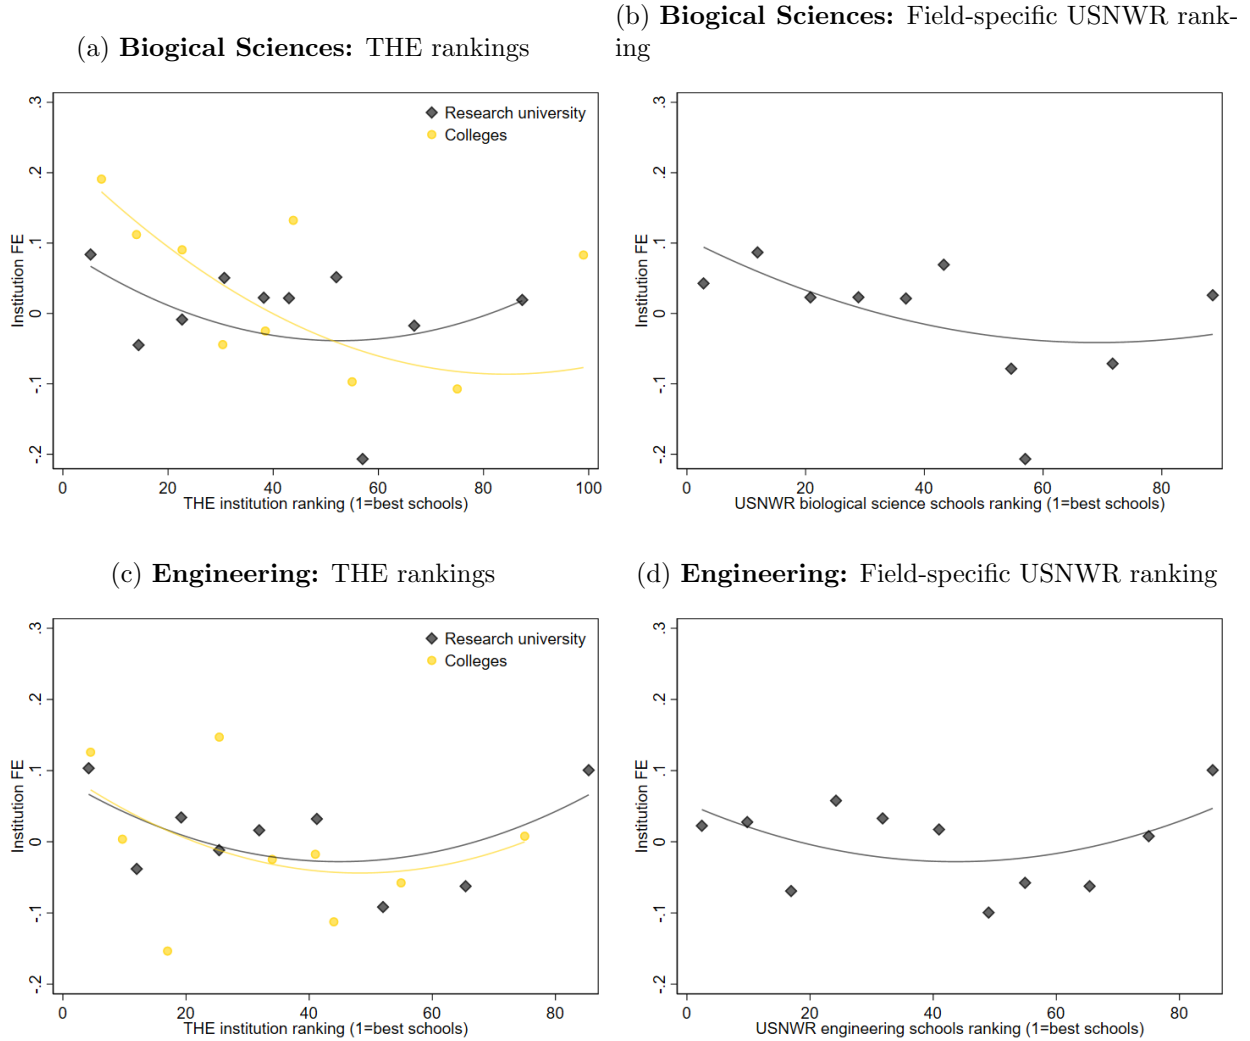 (a) Biogical Sciences: THE rankings
(b) Biogical Sciences: Field-specific USNWR rank-
ing
.3
.2
.1
0
-.1
-.2
Institution FE
Research university
Colleges
0 20 40 60 80 100
THE institution ranking (1=best schools)
.3
.2
.1
0
-.1
-.2
Institution FE
0 20 40 60 80
USNWR biological science schools ranking (1=best schools)
(c) Engineering: THE rankings
(d) Engineering: Field-specific USNWR ranking
.3
.2
.1
0
-.1
-.2
Institution FE
Research university
Colleges
0 20 40 60 80
THE institution ranking (1=best schools)
.3
.2
.1
0
-.1
-.2
Institution FE
0 20 40 60 80
USNWR engineering schools ranking (1=best schools)